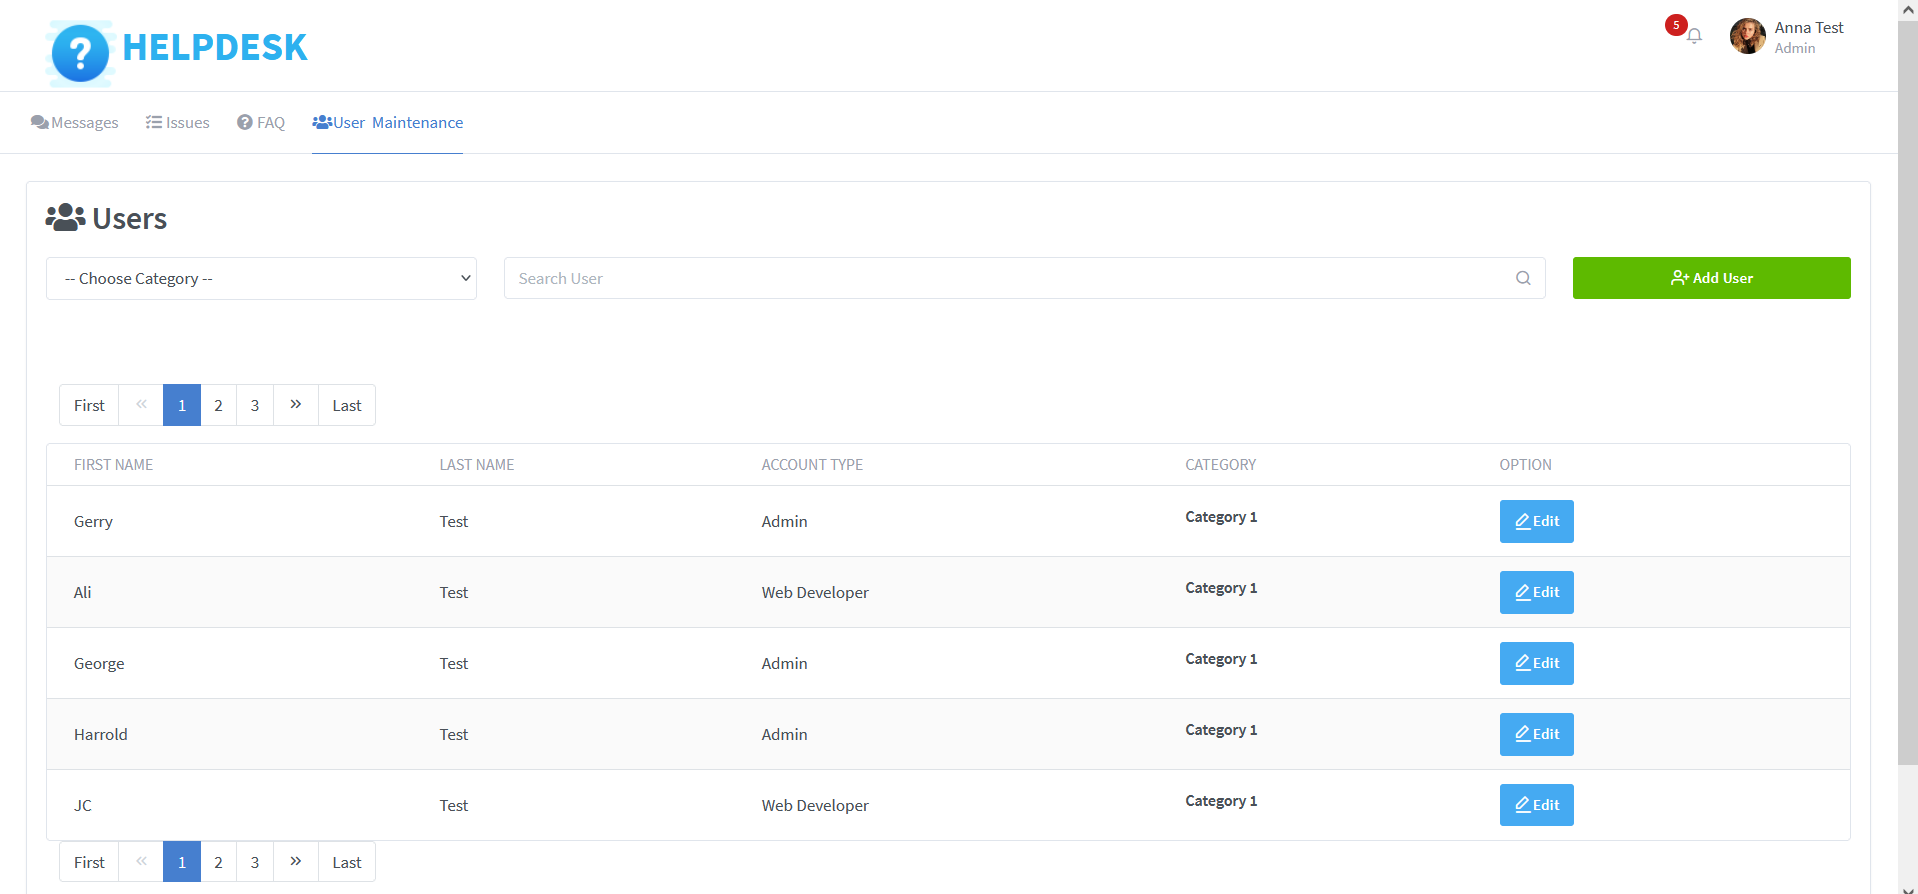 ? HELPDESK
5
Anna Test
Admin
Messages Issues ? FAQ User Maintenance
Users
-- Choose Category -- Search User Add User
First « 1 2 3 » Last
FIRST NAME LAST NAME ACCOUNT TYPE CATEGORY OPTION
Gerry Test Admin Category 1 Edit
Ali Test Web Developer Category 1 Edit
George Test Admin Category 1 Edit
Harrold Test Admin Category 1 Edit
JC Test Web Developer Category 1 Edit
First « 1 2 3 » Last